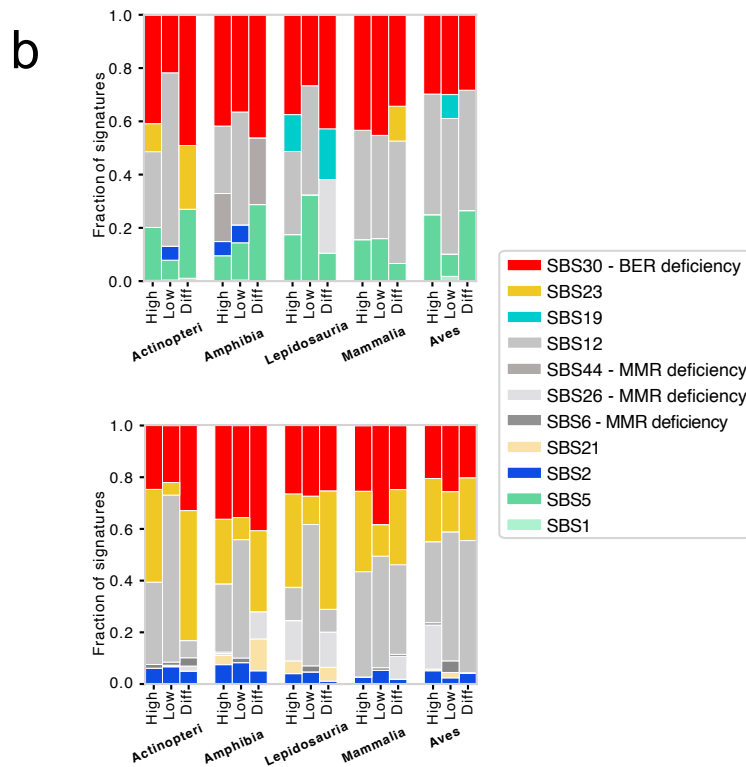 b
Fraction of signatures
1.0
0.8
0.6
0.4
0.2
0.0
High Low Diff High Low Diff High Low Diff High Low Diff High Low Diff
Actinopteri Amphibia Lepidosauria Mammalia Aves
SBS30 - BER deficiency
SBS23
SBS19
SBS12
SBS44 - MMR deficiency
SBS26 - MMR deficiency
SBS6 - MMR deficiency
SBS21
SBS2
SBS5
SBS1
Fraction of signatures
1.0
0.8
0.6
0.4
0.2
0.0
High Low Diff High Low Diff High Low Diff High Low Diff High Low Diff
Actinopteri Amphibia Lepidosauria Mammalia Aves